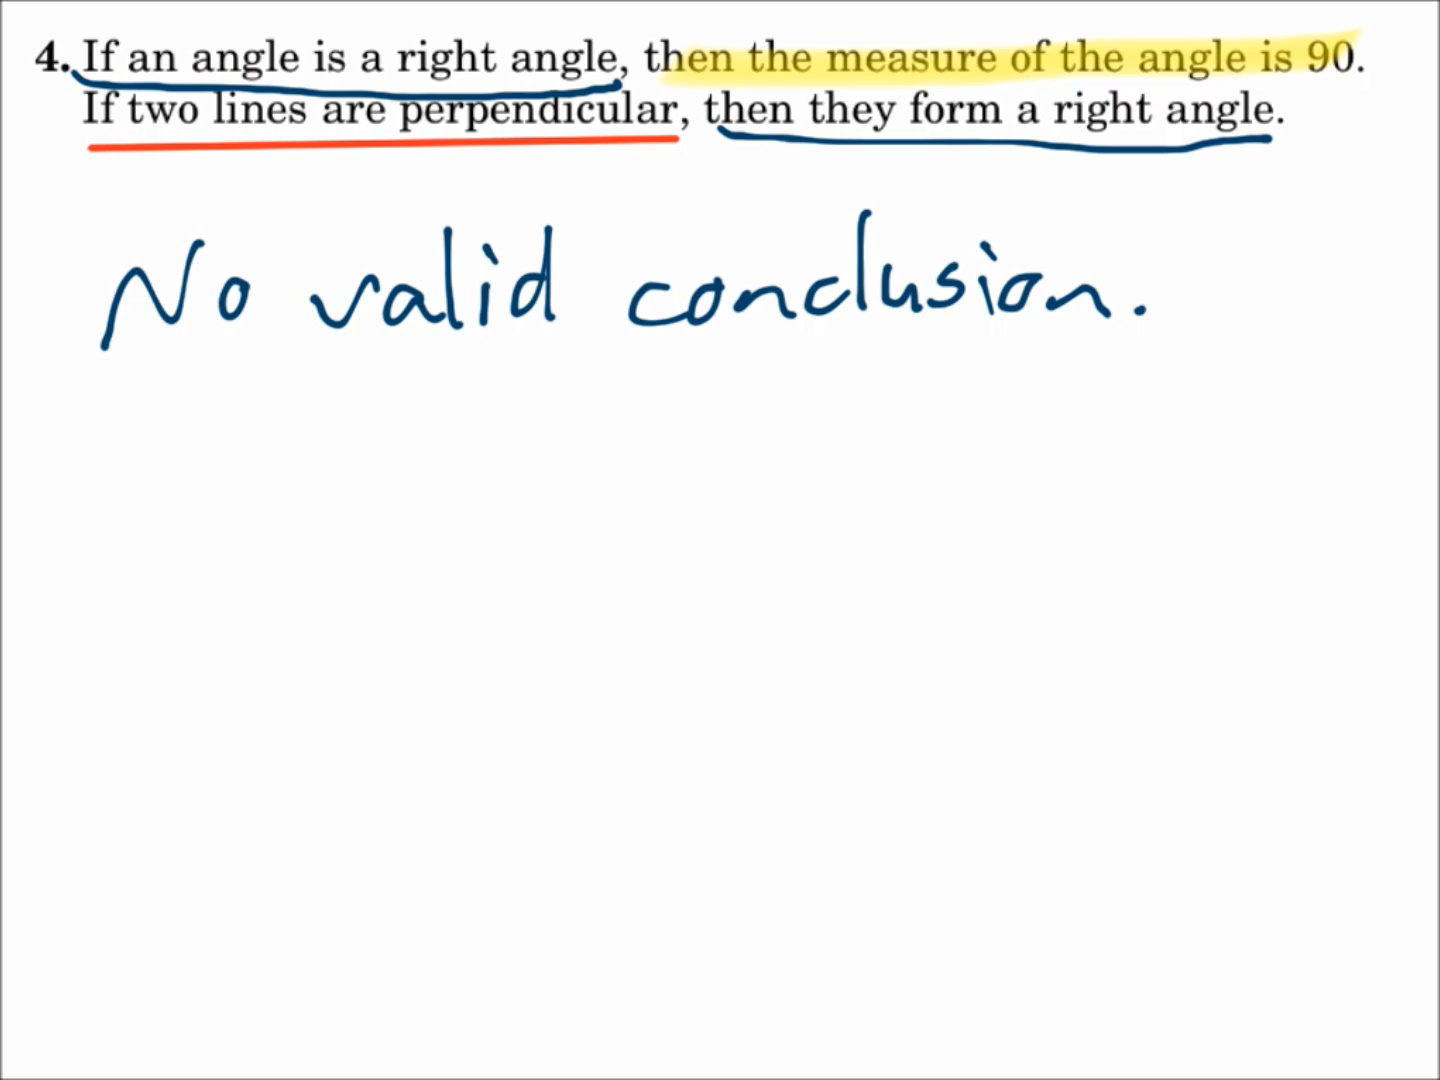 4. If an angle is a right angle, then the measure of the angle is 90.
If two lines are perpendicular, then they form a right angle.
No valid conclusion.